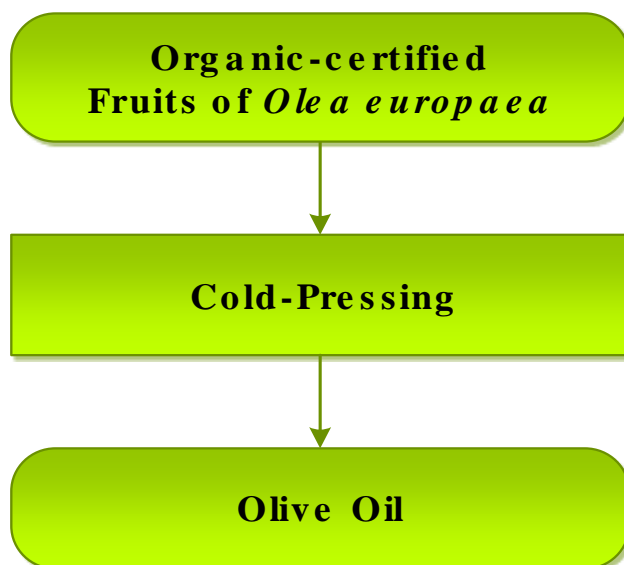 Organic-certified
Fruits of Olea europaea
Cold-Pressing
Olive Oil